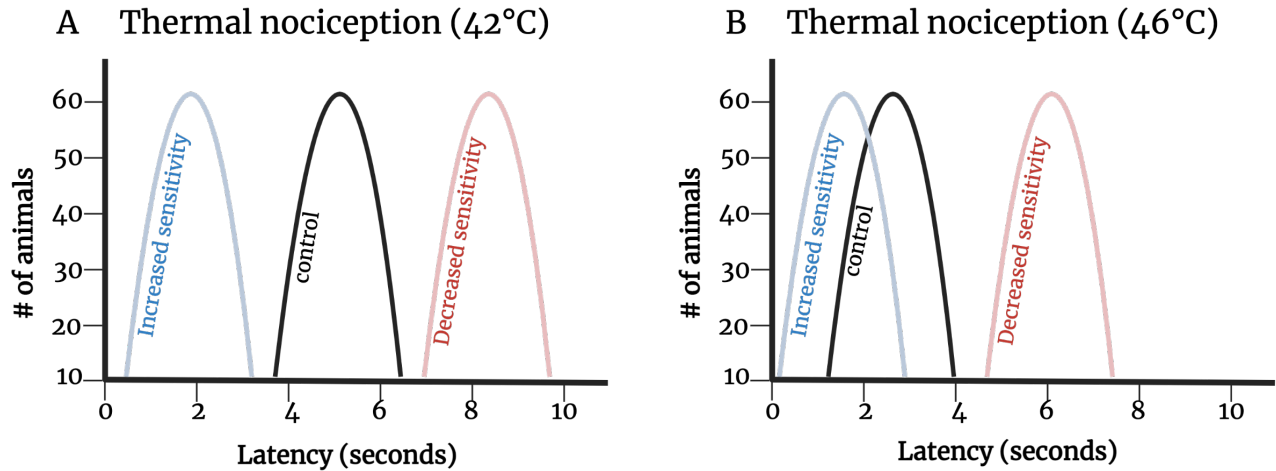 A Thermal nociception (42°C)
# of animals
60
50
40
30
20
10
Increased sensitivity
control
Decreased sensitivity
0 2 4 6 8 10
Latency (seconds)
B Thermal nociception (46°C)
# of animals
60
50
40
30
20
10
Increased sensitivity
control
Decreased sensitivity
0 2 4 6 8 10
Latency (seconds)